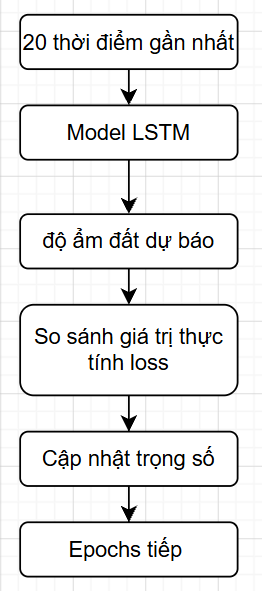 20 thời điểm gần nhất
Model LSTM
độ ẩm đất dự báo
So sánh giá trị thực
tính loss
Cập nhật trọng số
Epochs tiếp